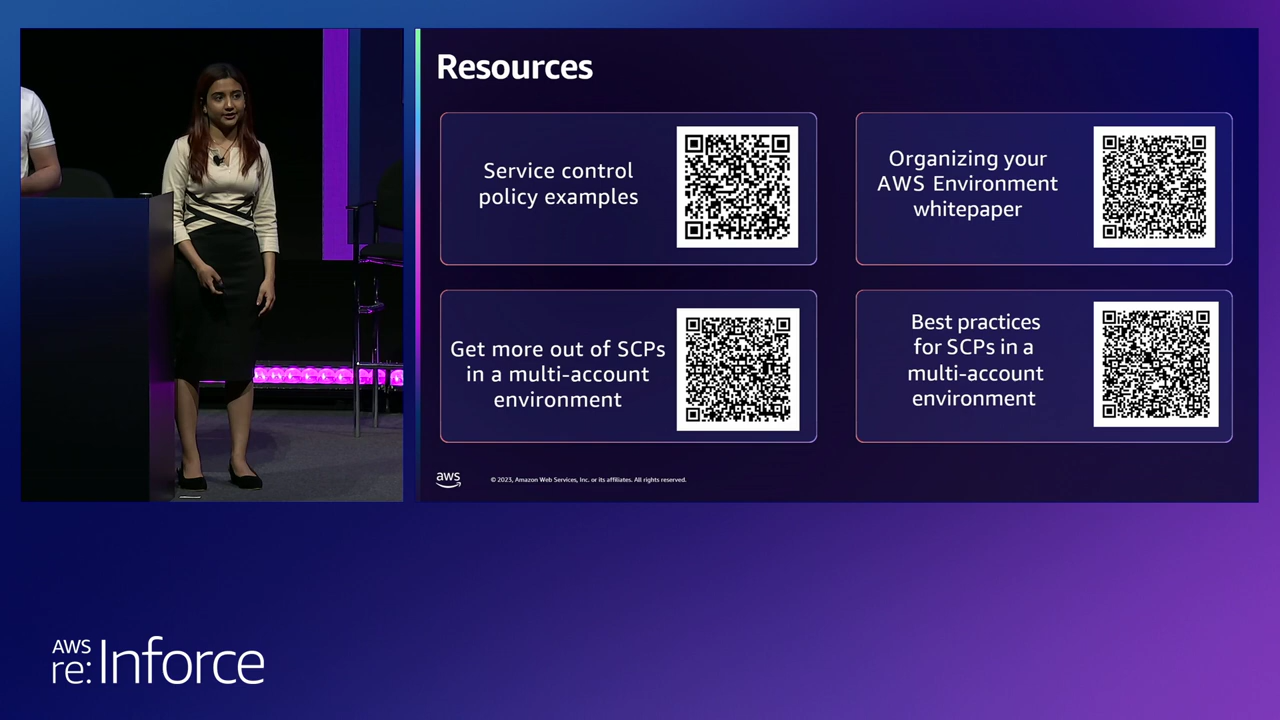 Resources
Service control
policy examples
Organizing your
AWS Environment
whitepaper
Get more out of SCPs
in a multi-account
environment
Best practices
for SCPs in a
multi-account
environment
aws
© 2023, Amazon Web Services, Inc. or its affiliates. All rights reserved.
AWS
re:Inforce